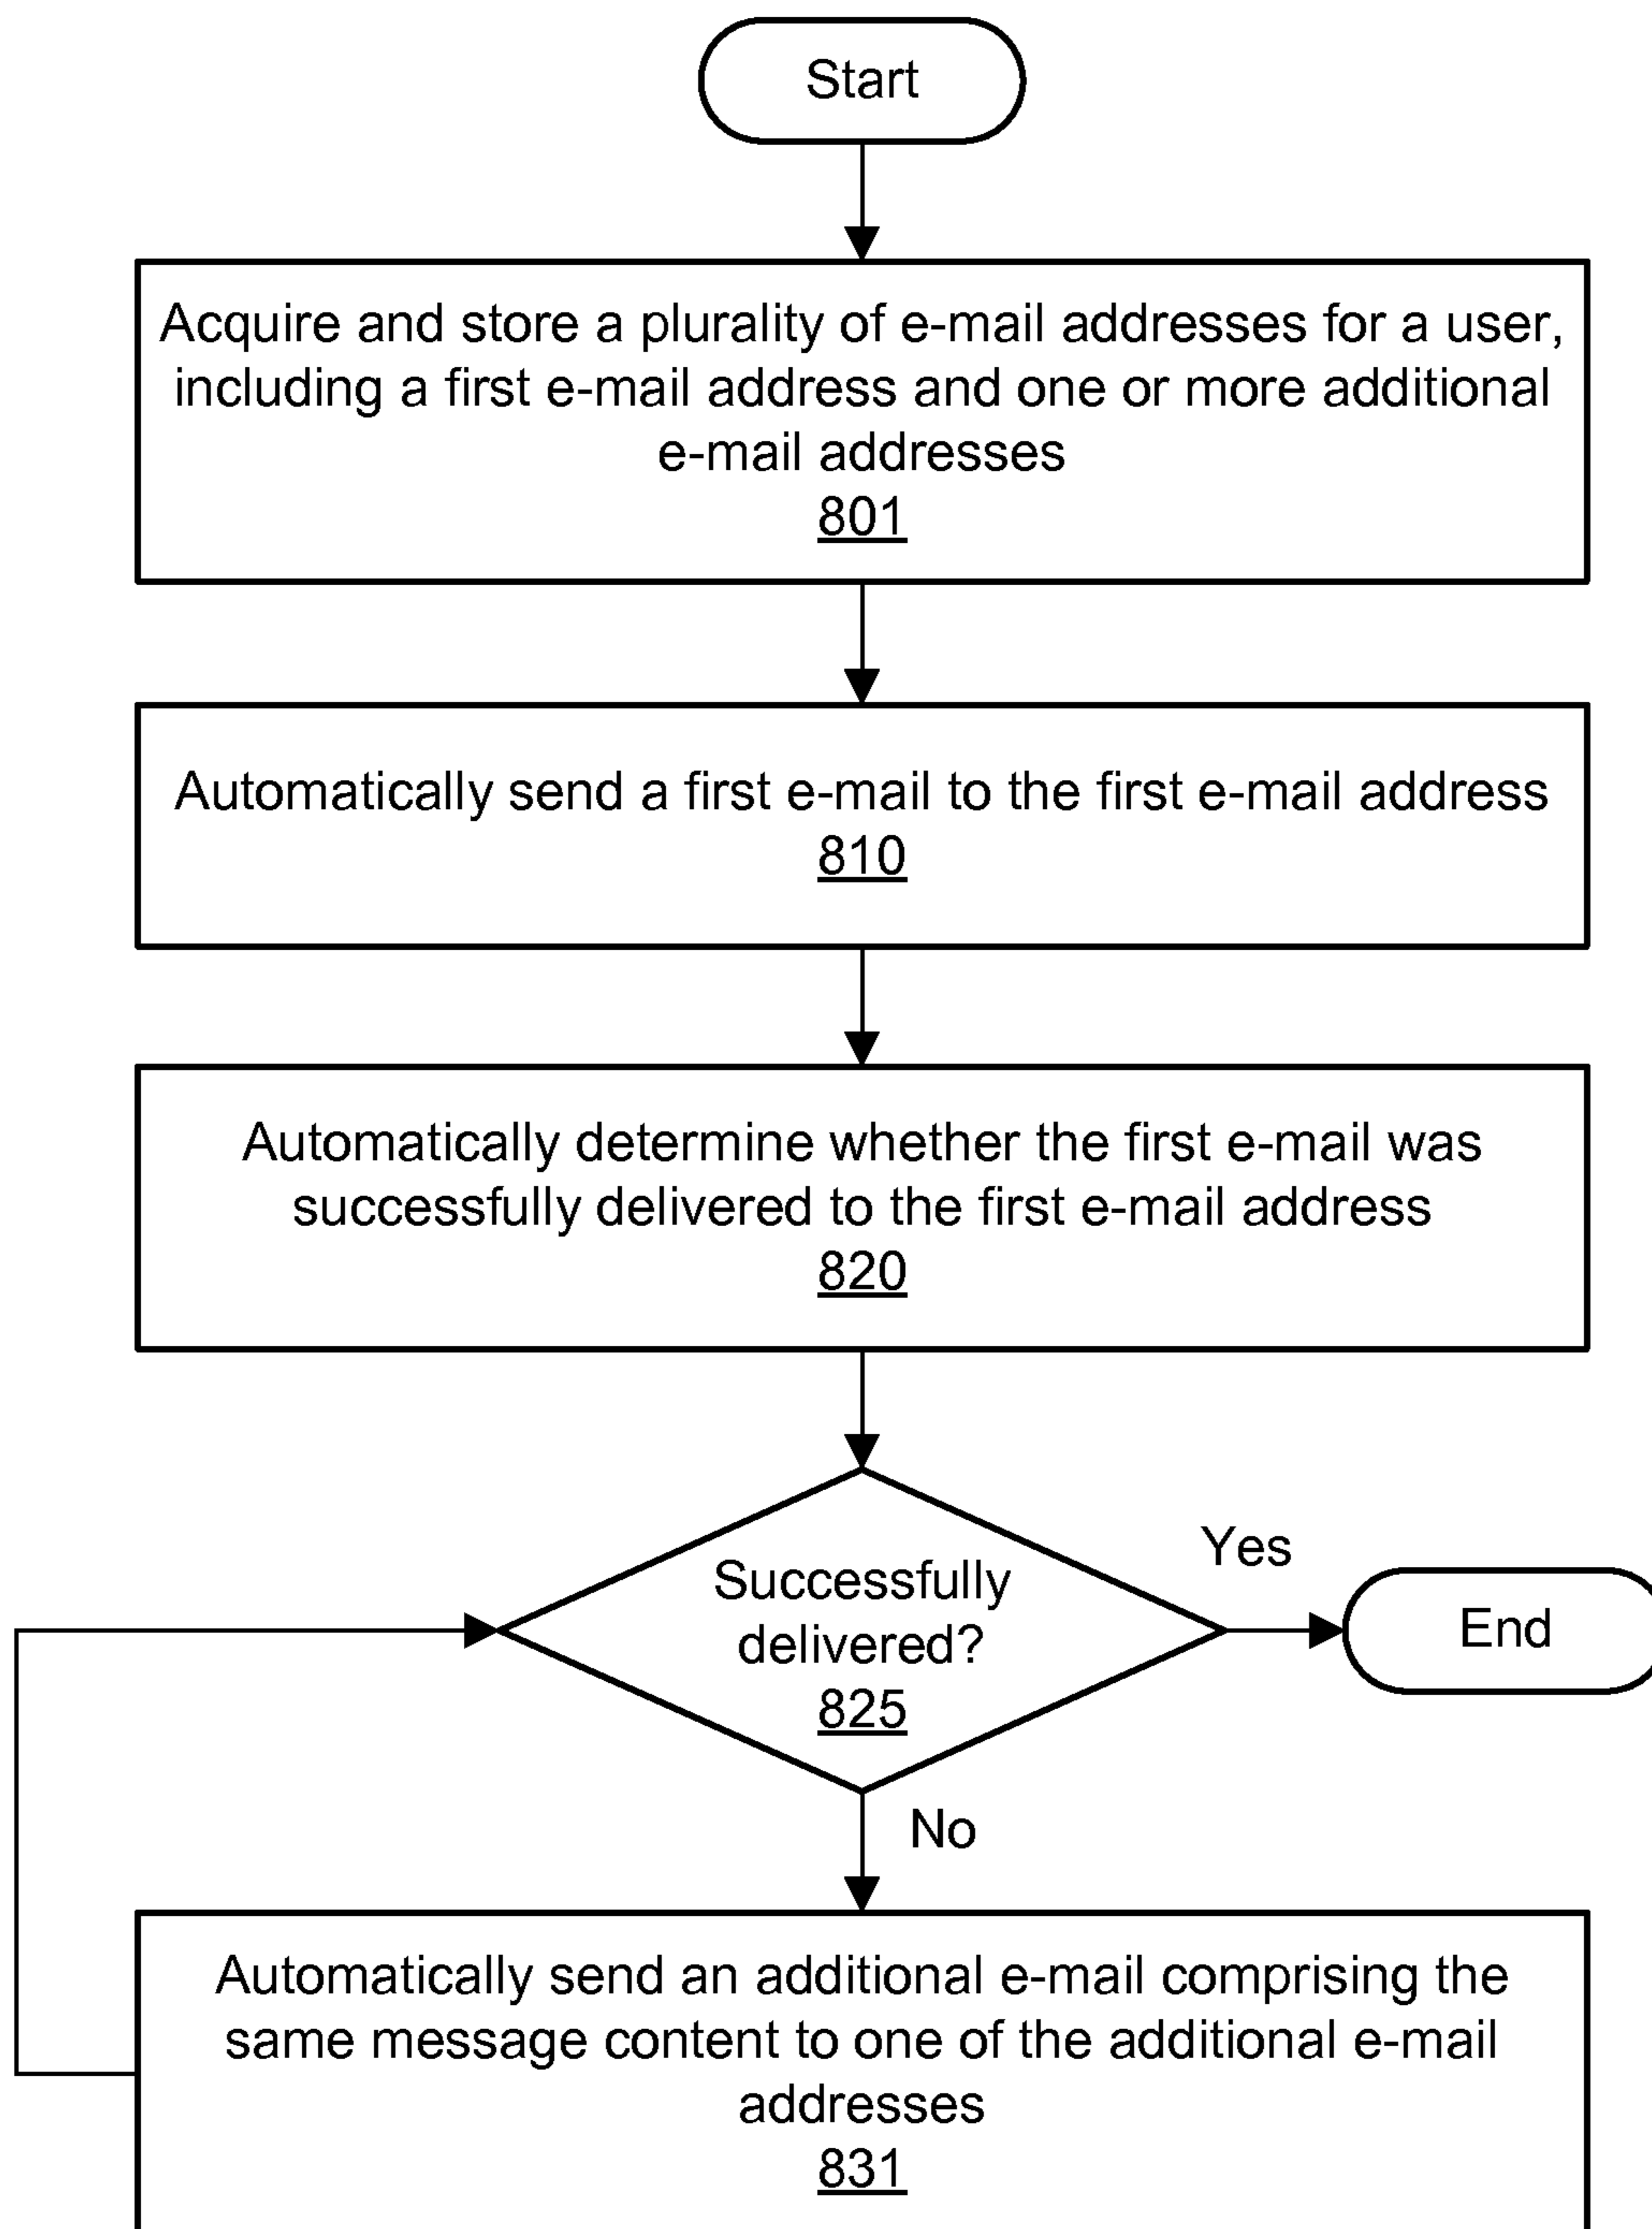 Start
Acquire and store a plurality of e-mail addresses for a user,
including a first e-mail address and one or more additional
e-mail addresses
801
Automatically send a first e-mail to the first e-mail address
810
Automatically determine whether the first e-mail was
successfully delivered to the first e-mail address
820
Successfully
delivered?
825
Yes
End
No
Automatically send an additional e-mail comprising the
same message content to one of the additional e-mail
addresses
831